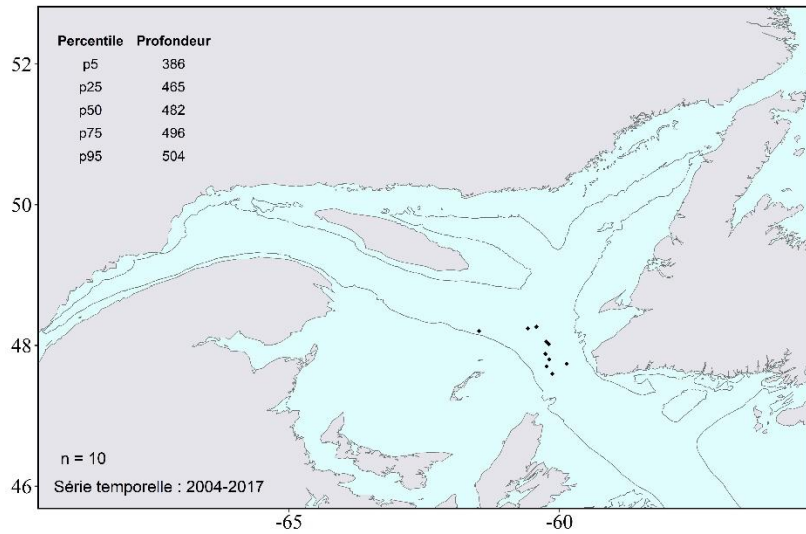 Percentile Profondeur
p5 386
p25 465
p50 482
p75 496
p95 504
52
50
48
46
n = 10
Série temporelle : 2004-2017
-65 -60